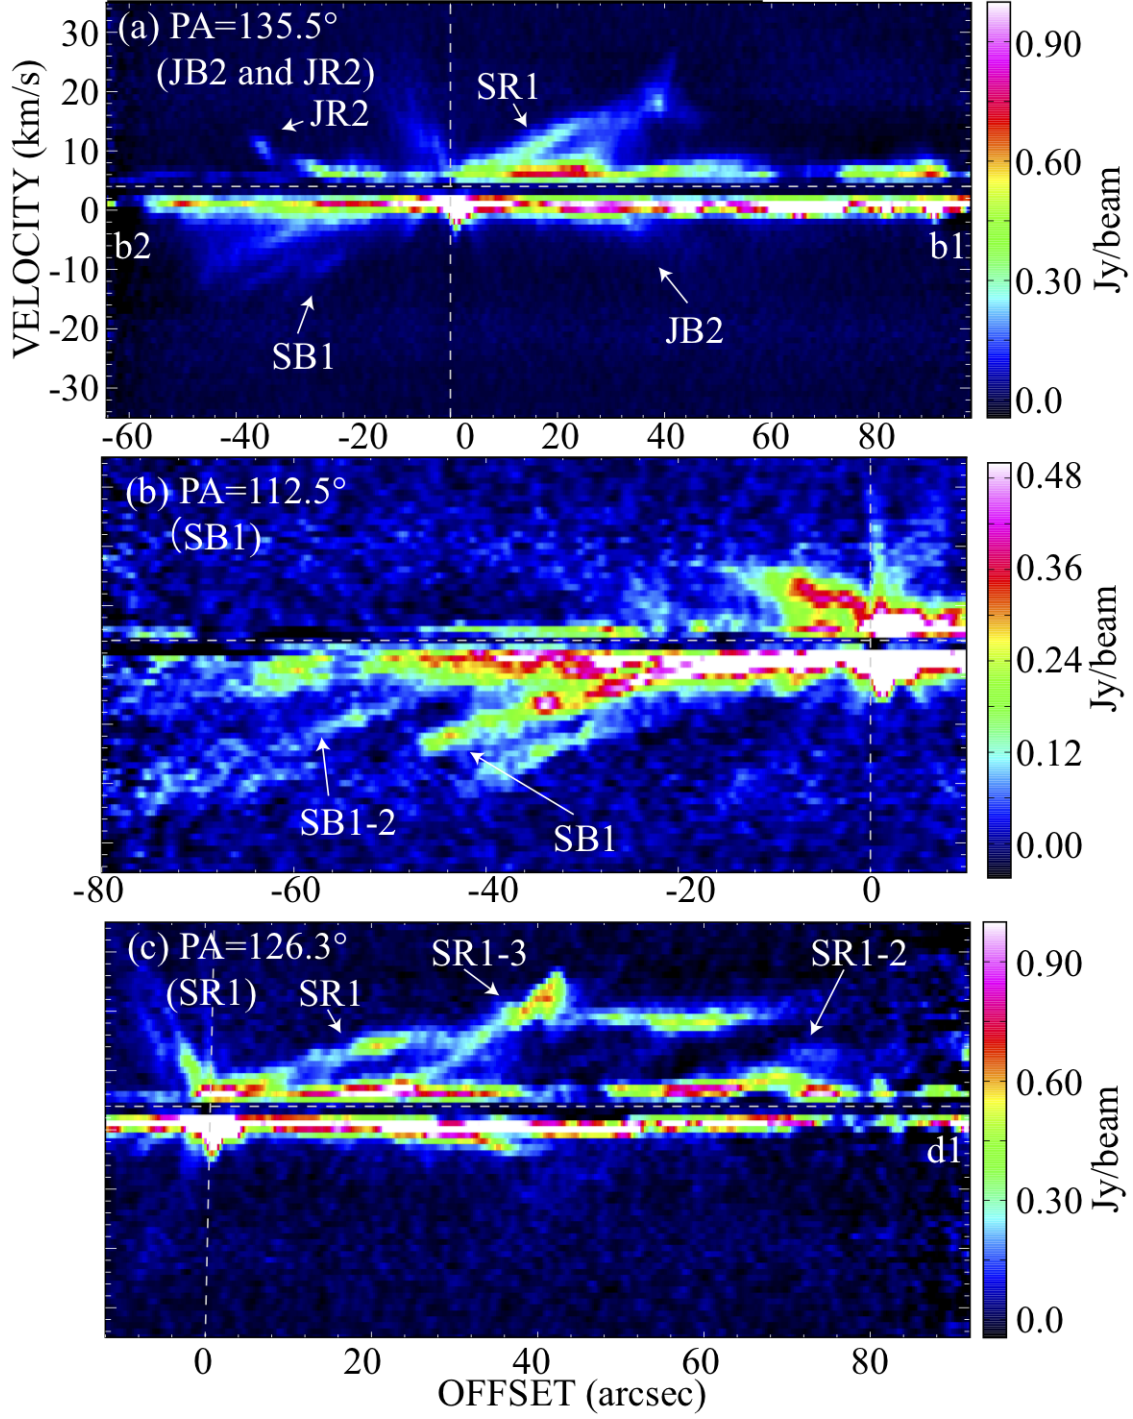 (a) PA=135.5°
(JB2 and JR2)
JR2
SR1
b2
b1
SB1
JB2
VELOCITY (km/s)
30
20
10
0
-10
-20
-30
-60 -40 -20 0 20 40 60 80
0.90
0.60
0.30
0.0
Jy/beam
(b) PA=112.5°
(SB1)
SB1-2
SB1
-80 -60 -40 -20 0
0.48
0.36
0.24
0.12
0.00
Jy/beam
(c) PA=126.3°
(SR1)
SR1
SR1-3
SR1-2
d1
0 20 40 60 80
OFFSET (arcsec)
0.90
0.60
0.30
0.0
Jy/beam